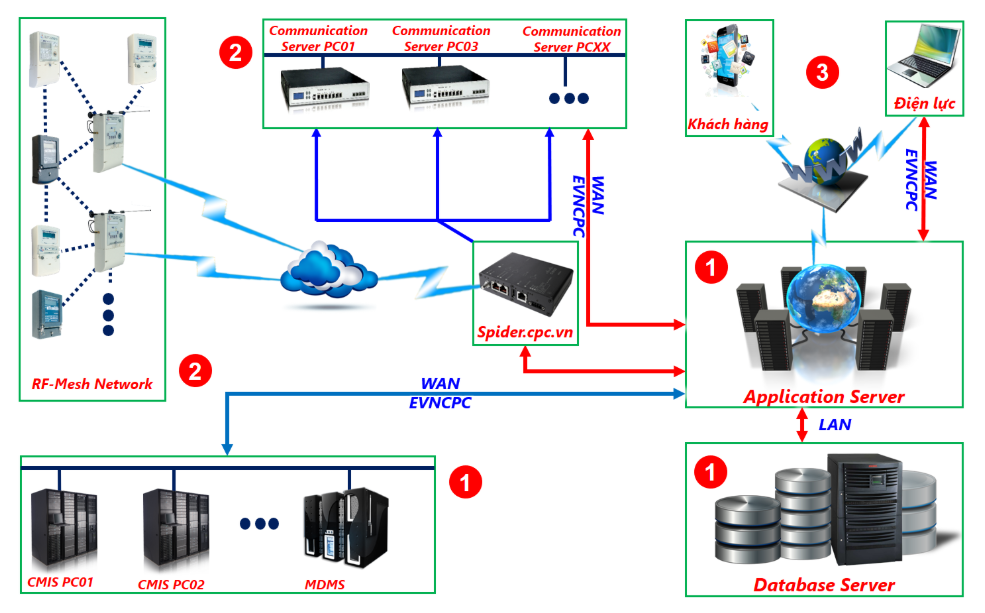 2
Communication
Server PC01
Communication
Server PC03
Communication
Server PCXX
3
Khách hàng
Điện lực
WWW
WAN
EVNCPC
WAN
EVNCPC
1
Application Server
Spider.cpc.vn
RF-Mesh Network
2
WAN
EVNCPC
LAN
1
CMIS PC01
CMIS PC02
MDMS
1
Database Server